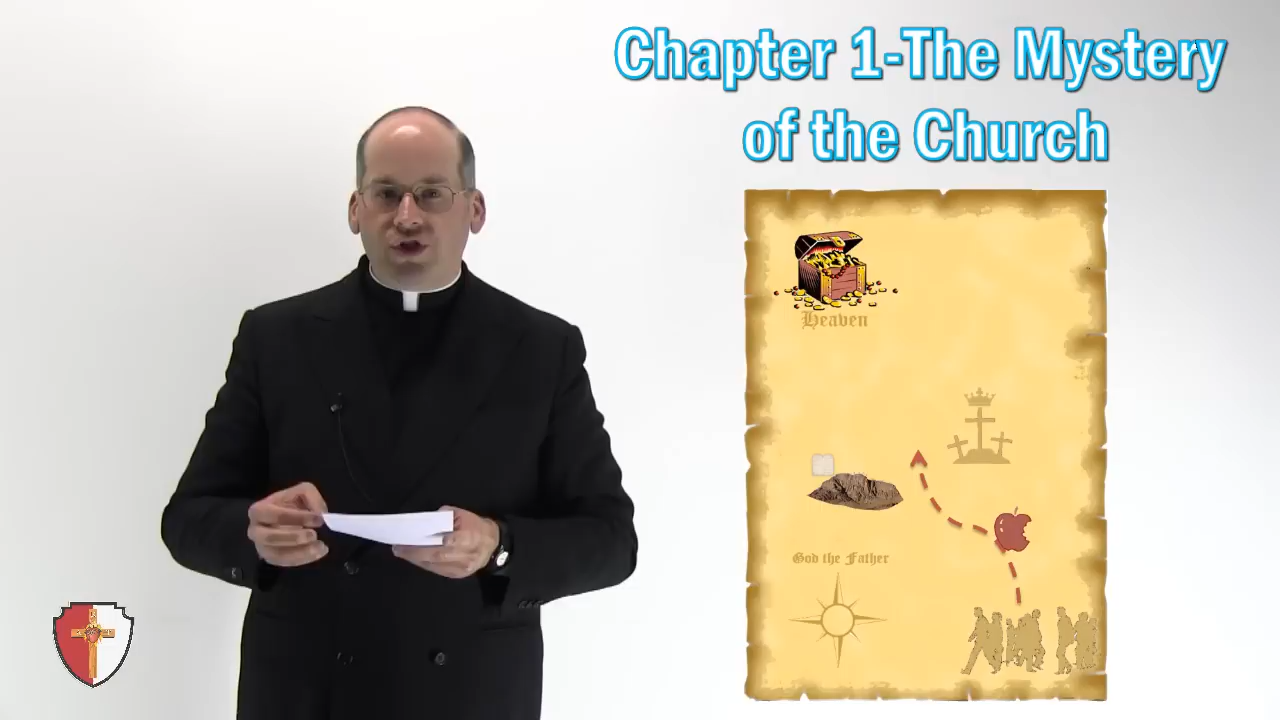 Chapter 1-The Mystery
of the Church
Heaven
God the Father